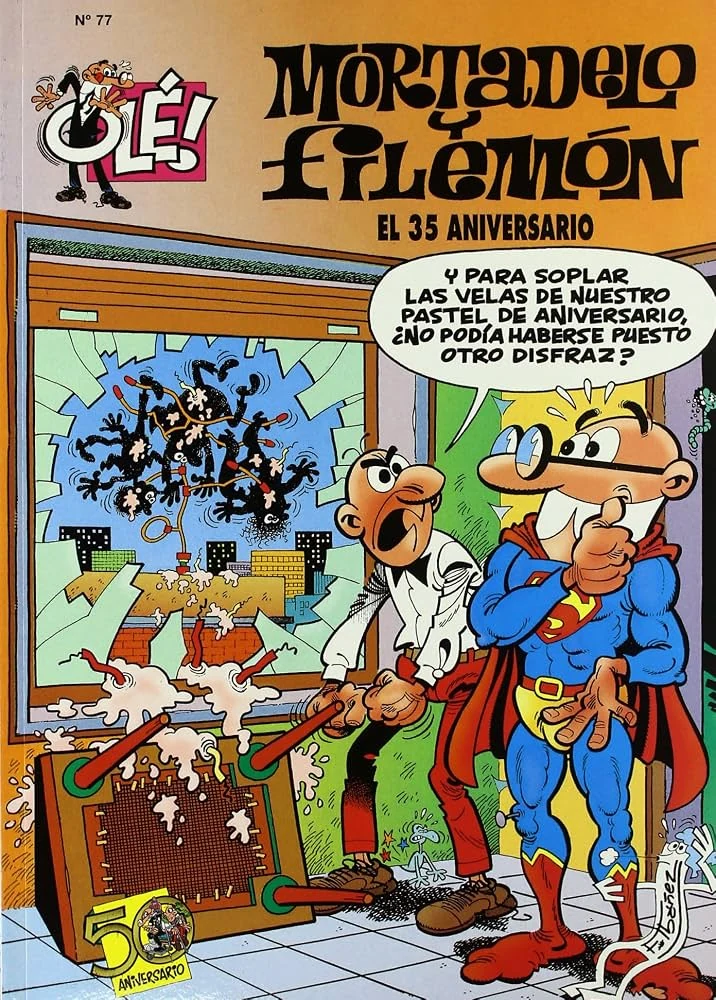 Nº 77
OLÉ!
MORTADELO
Y
FILEMÓN
EL 35 ANIVERSARIO
Y PARA SOPLAR
LAS VELAS DE NUESTRO
PASTEL DE ANIVERSARIO,
¿NO PODÍA HABERSE PUESTO
OTRO DISFRAZ?
S
50
ANIVERSARIO
F. Ibáñez